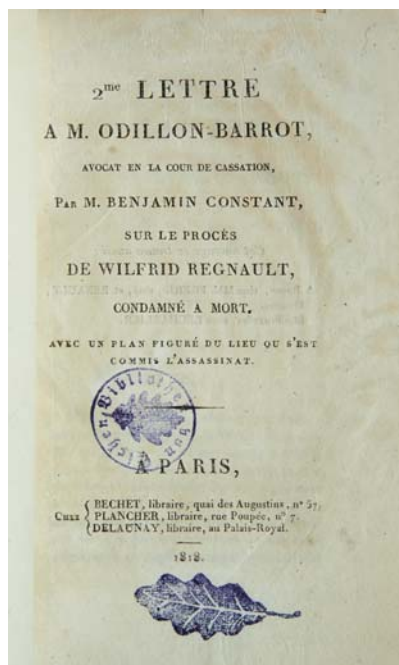 2me LETTRE
A M. ODILLON-BARROT,
AVOCAT EN LA COUR DE CASSATION,
PAR M. BENJAMIN CONSTANT,
SUR LE PROCÈS
DE WILFRID REGNAULT,
CONDAMNÉ A MORT.
AVEC UN PLAN FIGURÉ DU LIEU OU S'EST
COMMIS L'ASSASSINAT.
A PARIS,
BECHET, libraire, quai des Augustins, n° 57,
CHEZ PLANCHER, libraire, rue Poupée, n° 7.
DELAUNAY, libraire, au Palais-Royal.
1818.